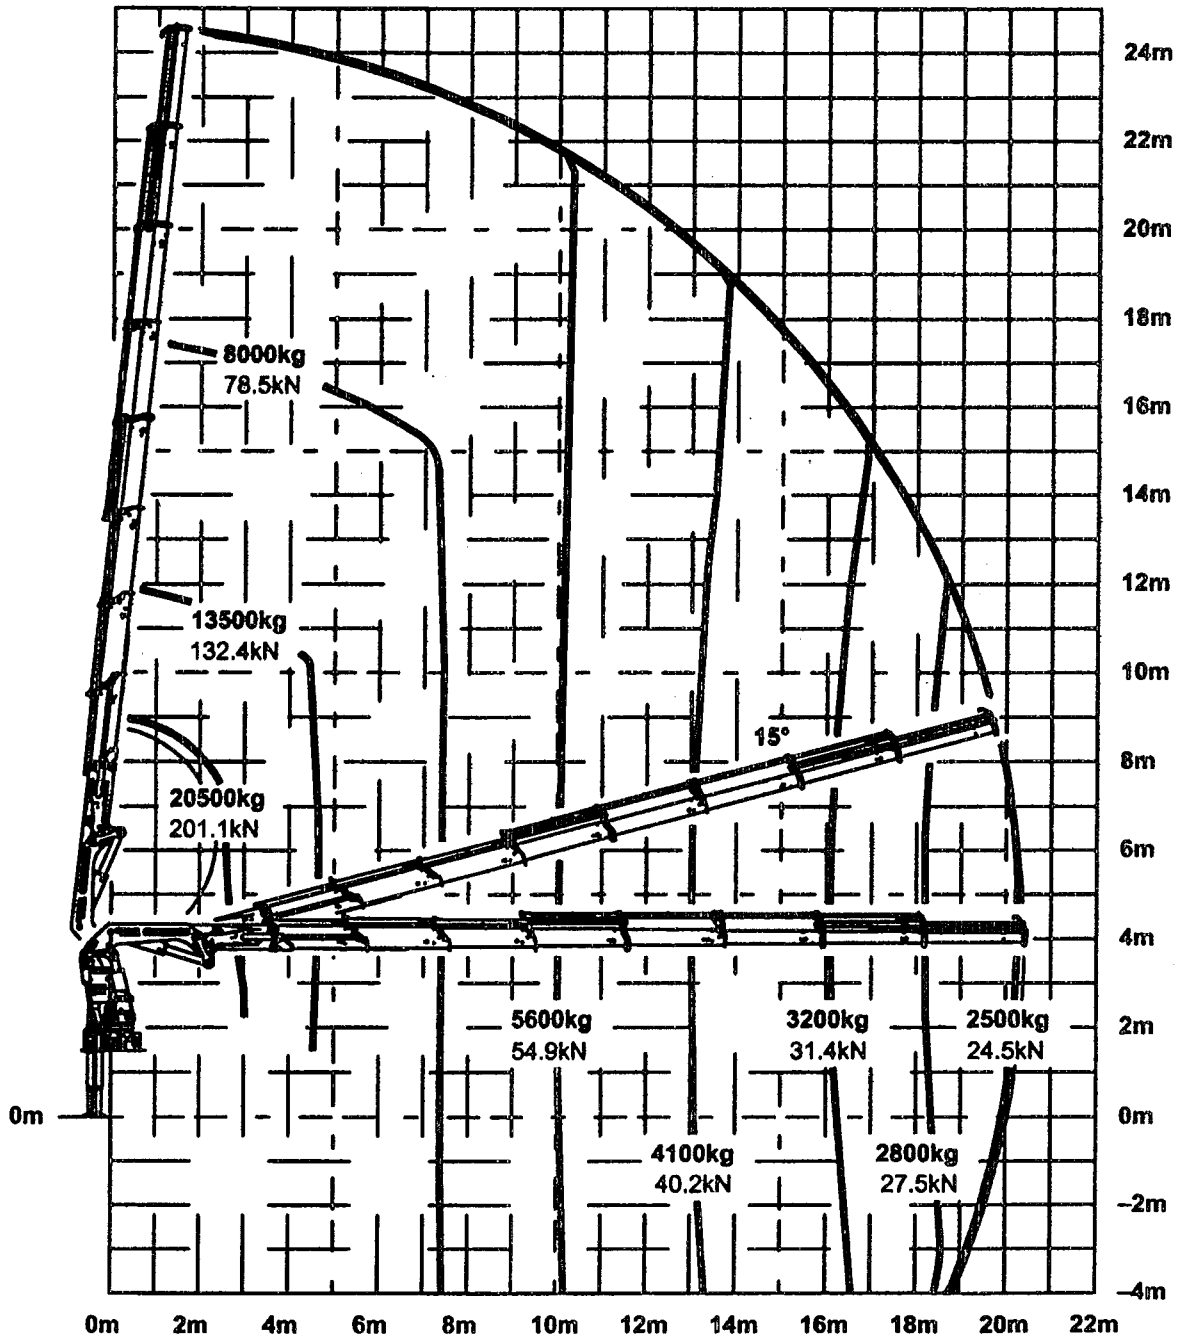 24m
22m
20m
18m
8000kg
78.5kN
16m
14m
12m
13500kg
132.4kN
10m
15°
8m
20500kg
201.1kN
6m
4m
5600kg
54.9kN
3200kg
31.4kN
2500kg
24.5kN
2m
0m
0m
4100kg
40.2kN
2800kg
27.5kN
–2m
–4m
0m 2m 4m 6m 8m 10m 12m 14m 16m 18m 20m 22m